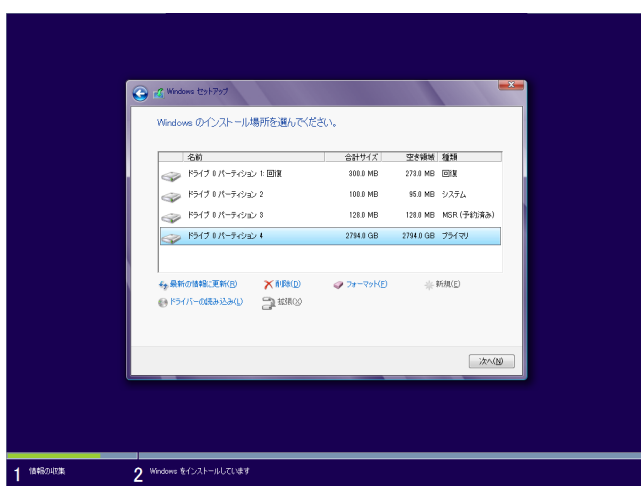 Windows セットアップ
Windows のインストール場所を選んでください。
名前 合計サイズ 空き領域 種類
ドライブ 0 パーティション 1: 回復 300.0 MB 273.0 MB 回復
ドライブ 0 パーティション 2 100.0 MB 95.0 MB システム
ドライブ 0 パーティション 3 128.0 MB 128.0 MB MSR (予約済み)
ドライブ 0 パーティション 4 2794.0 GB 2794.0 GB プライマリ
最新の情報に更新(R) 削除(D) フォーマット(F) 新規(E)
ドライバーの読み込み(L) 拡張(X)
次へ(N)
1 情報の収集 2 Windows をインストールしています